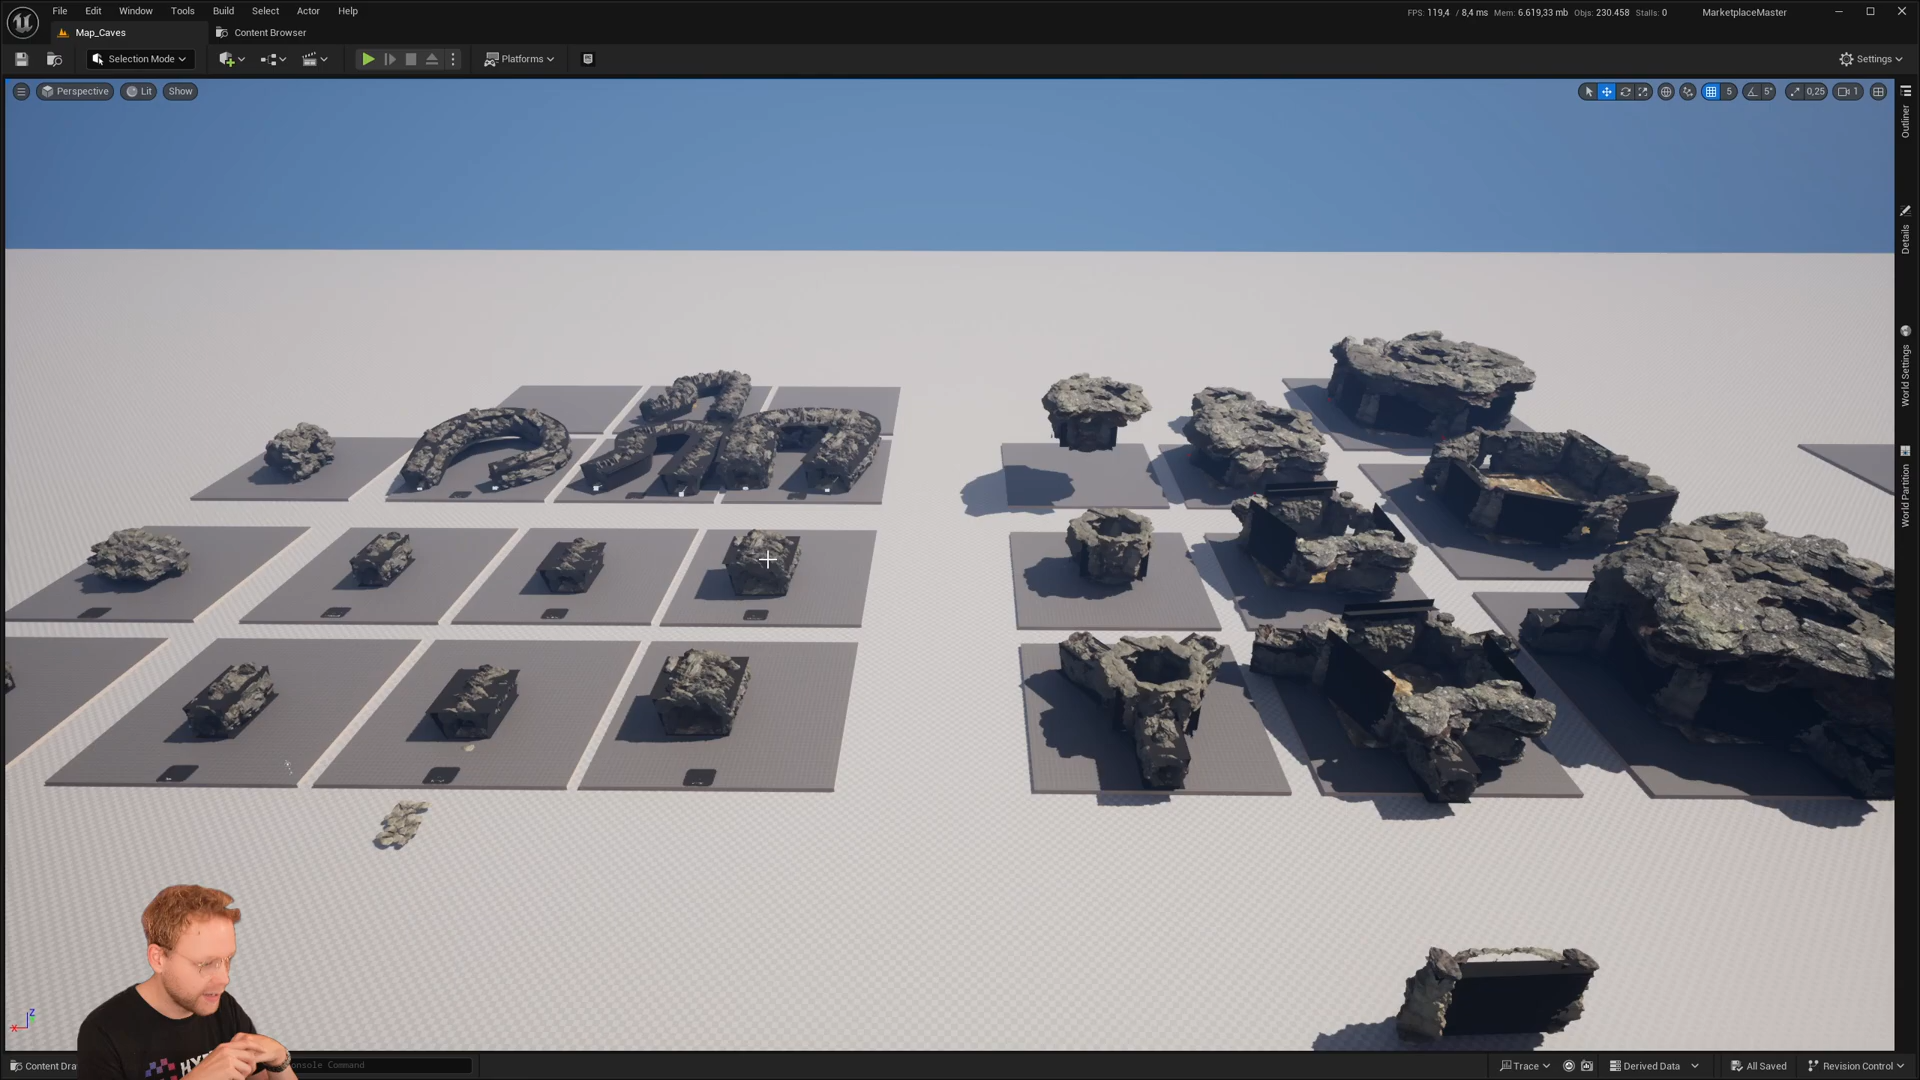 File Edit Window Tools Build Select Actor Help
FPS: 119,4 / 8,4 ms Mem: 6.619,33 mb Objs: 230.458 Stalls: 0
MarketplaceMaster
Map_Caves
Content Browser
Selection Mode
Platforms
Settings
Perspective
Lit
Show
5
5°
0,25
1
Outliner
Details
World Settings
World Partition
Z
X
HY
Content Dra
onsole Command
Trace
Derived Data
All Saved
Revision Control